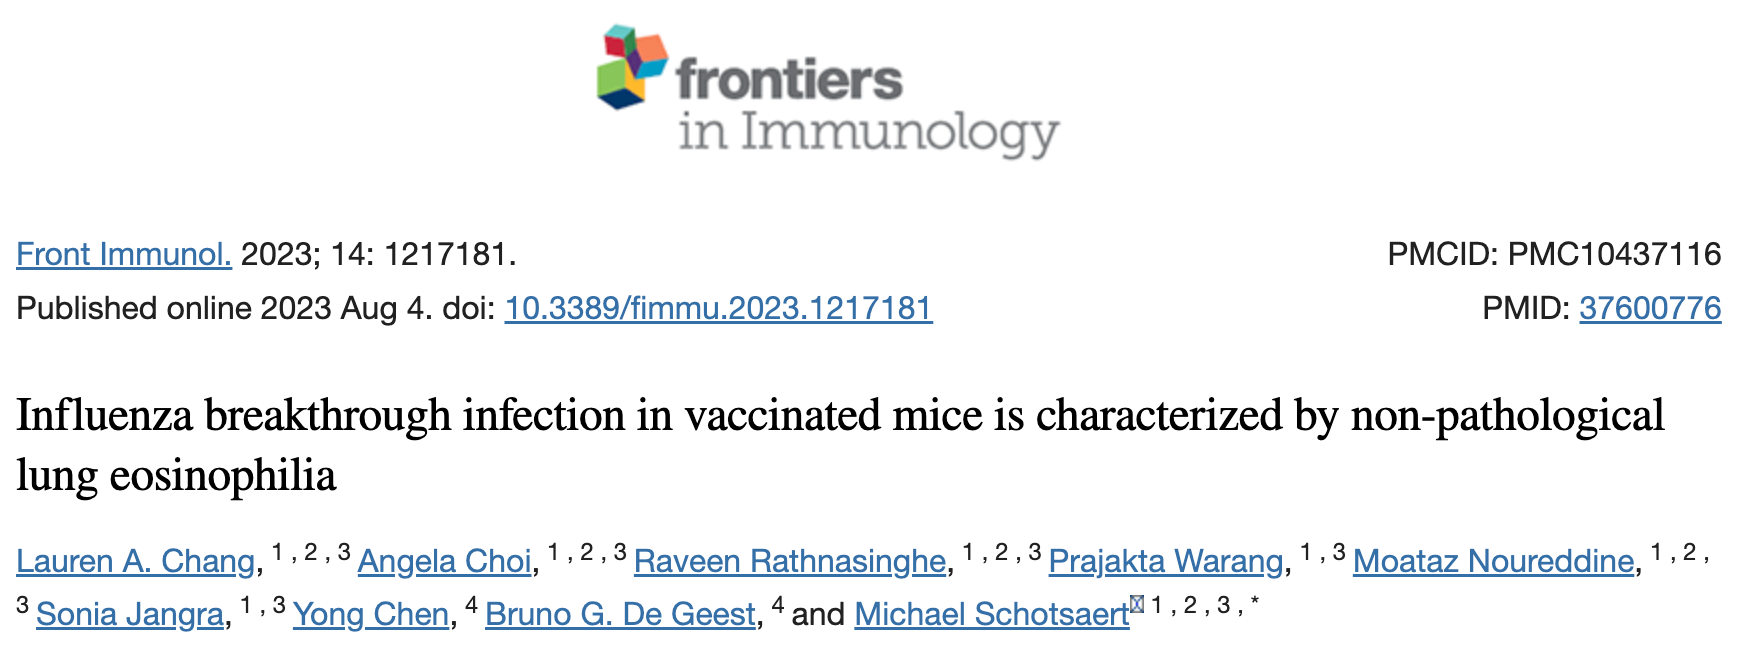 frontiers
in Immunology
Front Immunol. 2023; 14: 1217181.
PMCID: PMC10437116
Published online 2023 Aug 4. doi: 10.3389/fimmu.2023.1217181
PMID: 37600776
Influenza breakthrough infection in vaccinated mice is characterized by non-pathological
lung eosinophilia
Lauren A. Chang, 1 , 2 , 3 Angela Choi, 1 , 2 , 3 Raveen Rathnasinghe, 1 , 2 , 3 Prajakta Warang, 1 , 3 Moataz Noureddine, 1 , 2 ,
3 Sonia Jangra, 1 , 3 Yong Chen, 4 Bruno G. De Geest, 4 and Michael Schotsaert 1 , 2 , 3 , *